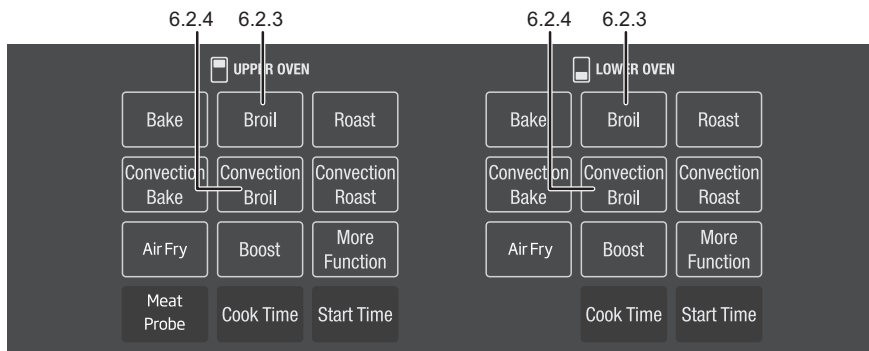 6.2.4 6.2.3 6.2.4 6.2.3
UPPER OVEN
Bake Broil Roast
Convection Convection Convection
Bake Broil Roast
Air Fry Boost More
Function
Meat
Probe Cook Time Start Time
LOWER OVEN
Bake Broil Roast
Convection Convection Convection
Bake Broil Roast
Air Fry Boost More
Function
Cook Time Start Time